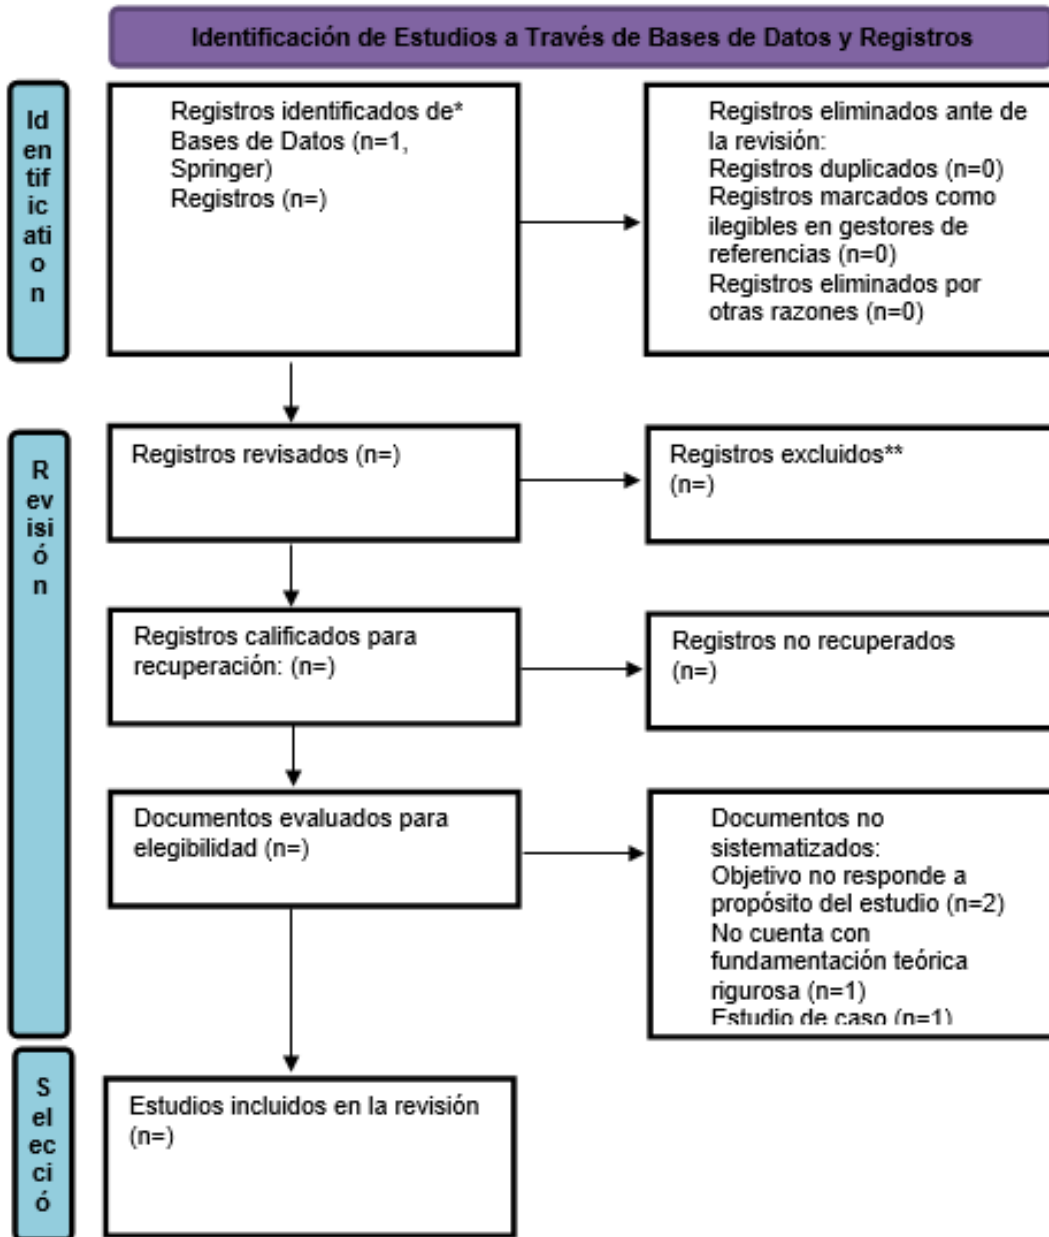 Identificación de Estudios a Través de Bases de Datos y Registros
Id
en
tif
ic
ati
o
n
Registros identificados de*
Bases de Datos (n=1,
Springer)
Registros (n=)
Registros eliminados ante de
la revisión:
Registros duplicados (n=0)
Registros marcados como
ilegibles en gestores de
referencias (n=0)
Registros eliminados por
otras razones (n=0)
R
ev
isi
ó
n
Registros revisados (n=)
Registros excluidos**
(n=)
Registros calificados para
recuperación: (n=)
Registros no recuperados
(n=)
Documentos evaluados para
elegibilidad (n=)
Documentos no
sistematizados:
Objetivo no responde a
propósito del estudio (n=2)
No cuenta con
fundamentación teórica
rigurosa (n=1)
Estudio de caso (n=1)
S
el
ec
ci
ó
Estudios incluidos en la revisión
(n=)